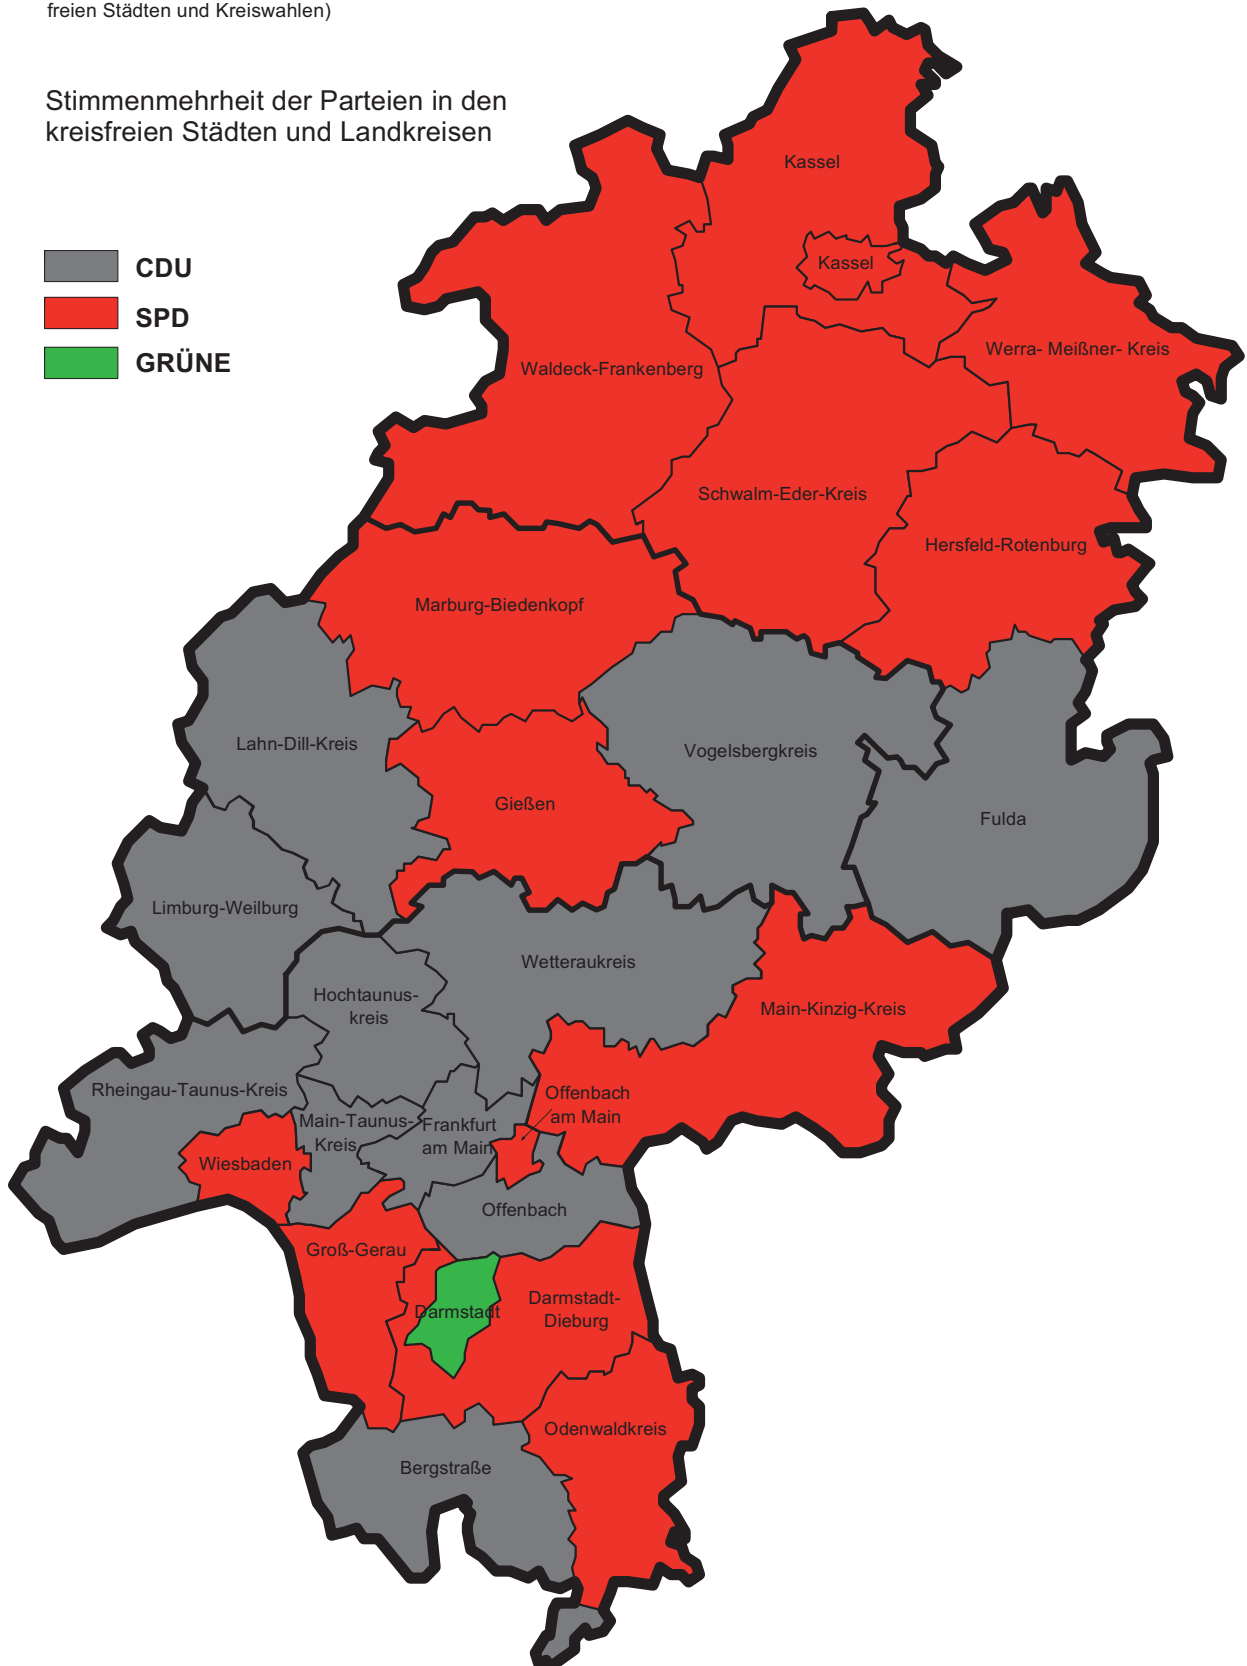 freien Städten und Kreiswahlen)
Stimmenmehrheit der Parteien in den
kreisfreien Städten und Landkreisen
CDU
SPD
GRÜNE
Kassel
Kassel
Werra- Meißner- Kreis
Waldeck-Frankenberg
Schwalm-Eder-Kreis
Hersfeld-Rotenburg
Marburg-Biedenkopf
Lahn-Dill-Kreis
Vogelsbergkreis
Gießen
Fulda
Limburg-Weilburg
Wetteraukreis
Hochtaunus-
kreis
Main-Kinzig-Kreis
Rheingau-Taunus-Kreis
Offenbach
am Main
Main-Taunus-
Kreis
Frankfurt
am Main
Wiesbaden
Offenbach
Groß-Gerau
Darmstadt
Darmstadt-
Dieburg
Odenwaldkreis
Bergstraße